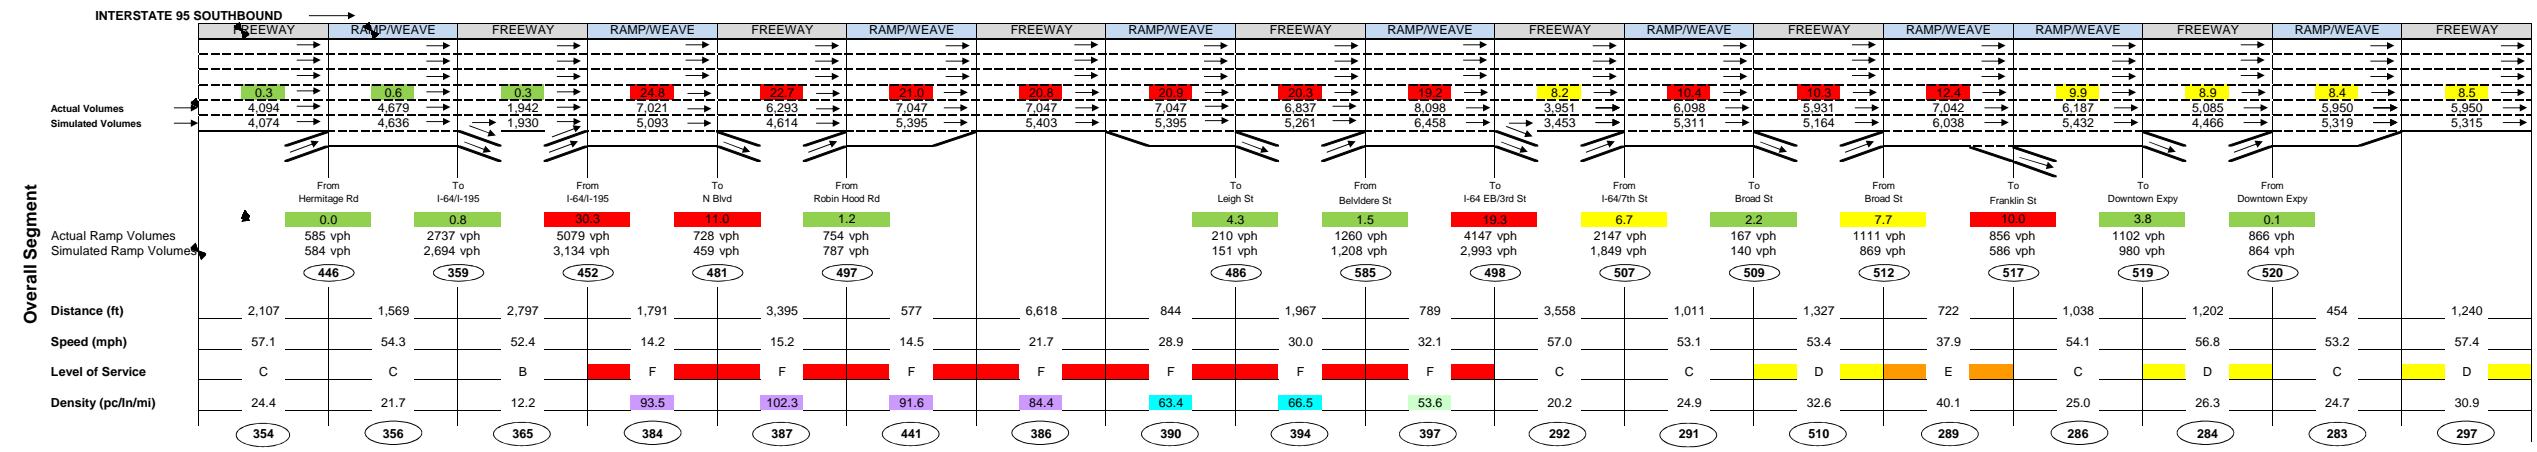 INTERSTATE 95 SOUTHBOUND
FREEWAY RAMP/WEAVE FREEWAY RAMP/WEAVE FREEWAY RAMP/WEAVE FREEWAY RAMP/WEAVE FREEWAY RAMP/WEAVE FREEWAY RAMP/WEAVE FREEWAY RAMP/WEAVE RAMP/WEAVE FREEWAY RAMP/WEAVE FREEWAY
0.3 0.6 0.3 24.8 22.7 21.0 20.8 20.9 20.3 19.2 8.2 10.4 10.3 12.4 9.9 8.9 8.4 8.5
Actual Volumes 4,094 4,679 1,942 7,021 6,293 7,047 7,047 7,047 6,837 8,098 3,951 6,098 5,931 7,042 6,187 5,085 5,950 5,950
Simulated Volumes 4,074 4,636 1,930 5,093 4,614 5,395 5,403 5,395 5,261 6,458 3,453 5,311 5,164 6,038 5,432 4,466 5,319 5,315
From To From To From To From To From To From To To From
Hermitage Rd I-64/I-195 I-64/I-195 N Blvd Robin Hood Rd Leigh St Belvldere St I-64 EB/3rd St I-64/7th St Broad St Broad St Franklin St Downtown Expy Downtown Expy
0.0 0.8 30.3 11.0 1.2 4.3 1.5 19.3 6.7 2.2 7.7 10.0 3.8 0.1
Actual Ramp Volumes 585 vph 2737 vph 5079 vph 728 vph 754 vph 210 vph 1260 vph 4147 vph 2147 vph 167 vph 1111 vph 856 vph 1102 vph 866 vph
Simulated Ramp Volumes 584 vph 2,694 vph 3,134 vph 459 vph 787 vph 151 vph 1,208 vph 2,993 vph 1,849 vph 140 vph 869 vph 586 vph 980 vph 864 vph
446 359 452 481 497 486 585 498 507 509 512 517 519 520
Overall Segment
Distance (ft) 2,107 1,569 2,797 1,791 3,395 577 6,618 844 1,967 789 3,558 1,011 1,327 722 1,038 1,202 454 1,240
Speed (mph) 57.1 54.3 52.4 14.2 15.2 14.5 21.7 28.9 30.0 32.1 57.0 53.1 53.4 37.9 54.1 56.8 53.2 57.4
Level of Service C C B F F F F F F F C C D E C D C D
Density (pc/ln/mi) 24.4 21.7 12.2 93.5 102.3 91.6 84.4 63.4 66.5 53.6 20.2 24.9 32.6 40.1 25.0 26.3 24.7 30.9
354 356 365 384 387 441 386 390 394 397 292 291 510 289 286 284 283 297